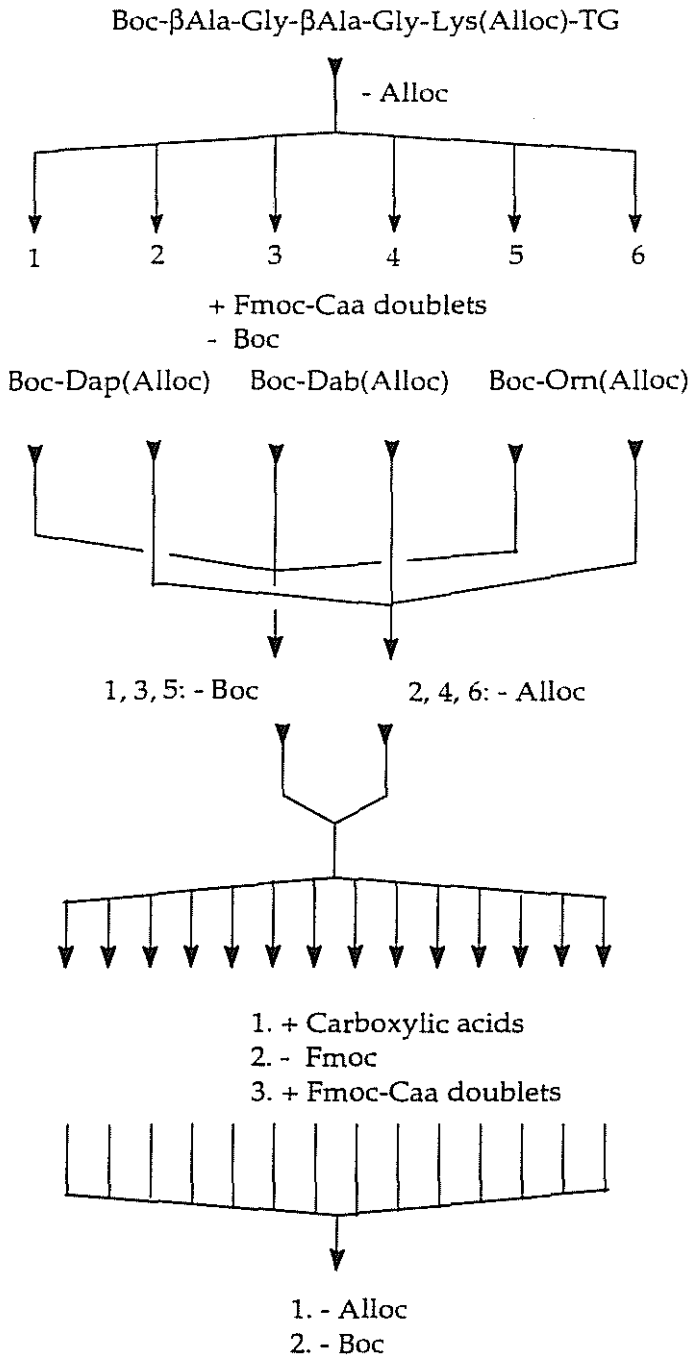 Boc-βAla-Gly-βAla-Gly-Lys(Alloc)-TG
- Alloc
1 2 3 4 5 6
+ Fmoc-Caa doublets
- Boc
Boc-Dap(Alloc) Boc-Dab(Alloc) Boc-Orn(Alloc)
1, 3, 5: - Boc 2, 4, 6: - Alloc
1. + Carboxylic acids
2. - Fmoc
3. + Fmoc-Caa doublets
1. - Alloc
2. - Boc